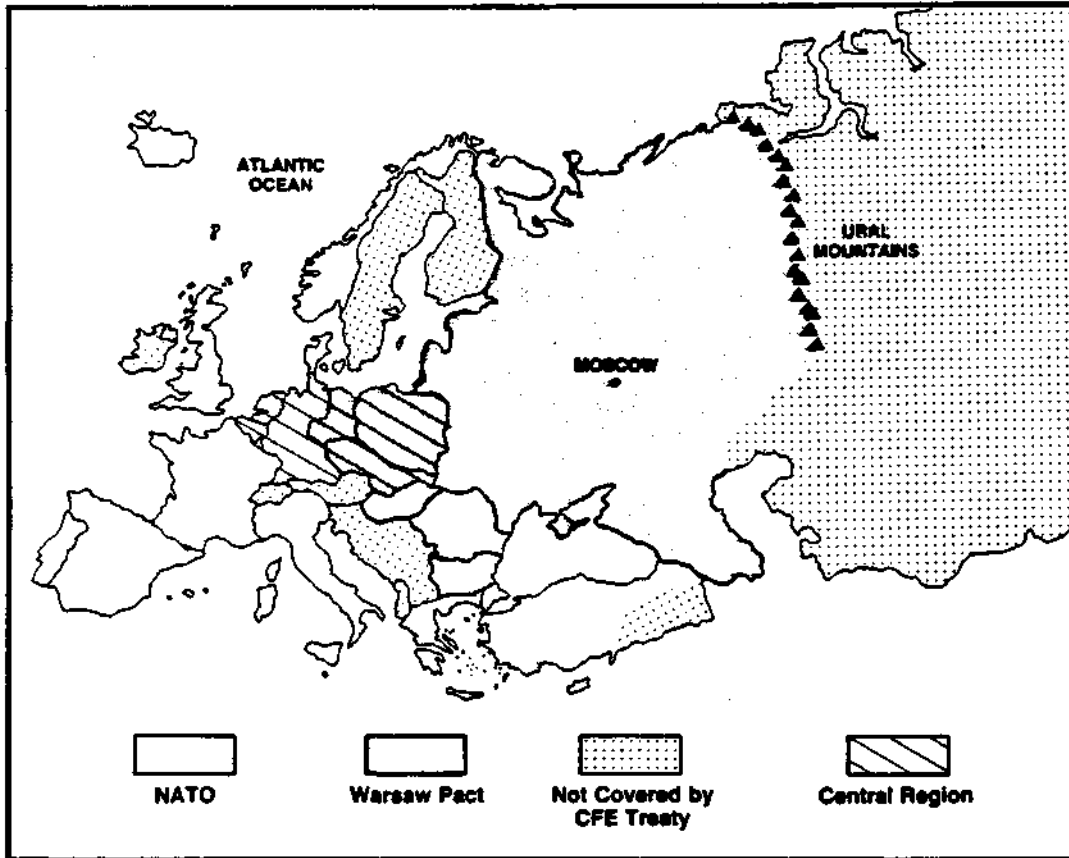 ATLANTIC
OCEAN
URAL
MOUNTAINS
MOSCOW
NATO
Warsaw Pact
Not Covered by
CFE Treaty
Central Region